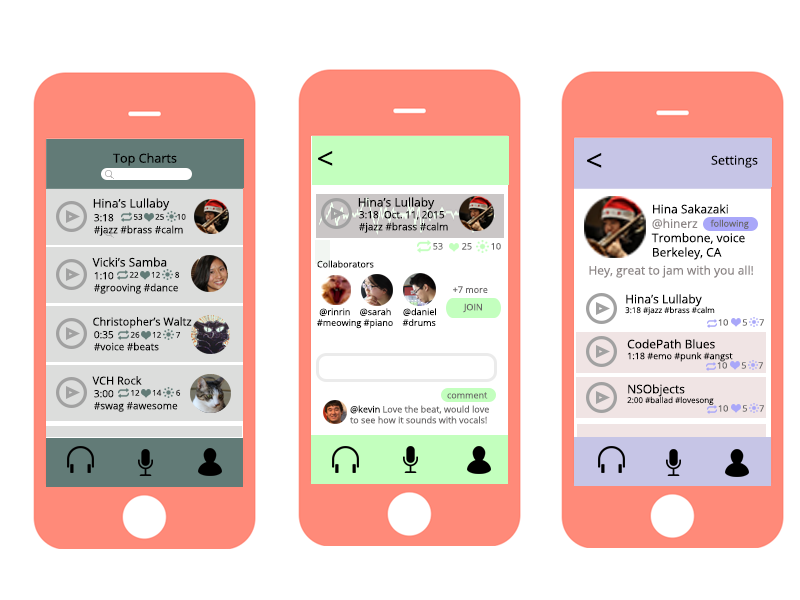 Top Charts
Hina's Lullaby
3:18 53 25 10
#jazz #brass #calm
Vicki's Samba
1:10 22 12 8
#grooving #dance
Christopher's Waltz
0:35 26 12 7
#voice #beats
VCH Rock
3:00 12 14 6
#swag #awesome
<
Hina's Lullaby
3:18 Oct. 11, 2015
#jazz #brass #calm
53 25 10
Collaborators
+7 more
JOIN
@rinrin @sarah @daniel
#meowing #piano #drums
comment
@kevin Love the beat, would love
to see how it sounds with vocals!
< Settings
Hina Sakazaki
@hinerz following
Trombone, voice
Berkeley, CA
Hey, great to jam with you all!
Hina's Lullaby
3:18 #jazz #brass #calm
10 5 7
CodePath Blues
1:18 #emo #punk #angst
10 5 7
NSObjects
2:00 #ballad #lovesong
10 5 7